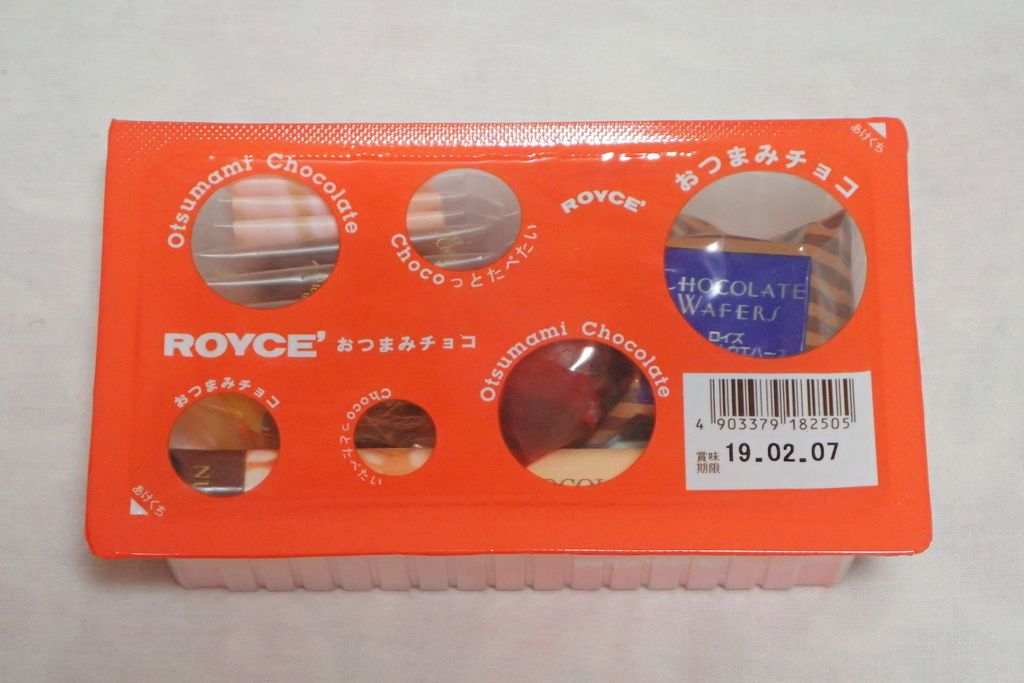 あけくち
Otsumami Chocolate
Chocoっとたべたい
ROYCE'
おつまみチョコ
CHOCOLATE
WAFERS
ロイズ
ROYCE' おつまみチョコ
おつまみチョコ
Chocoっとたべたい
Otsumami Chocolate
4 903379 182505
賞味
期限
19.02.07
あけくち